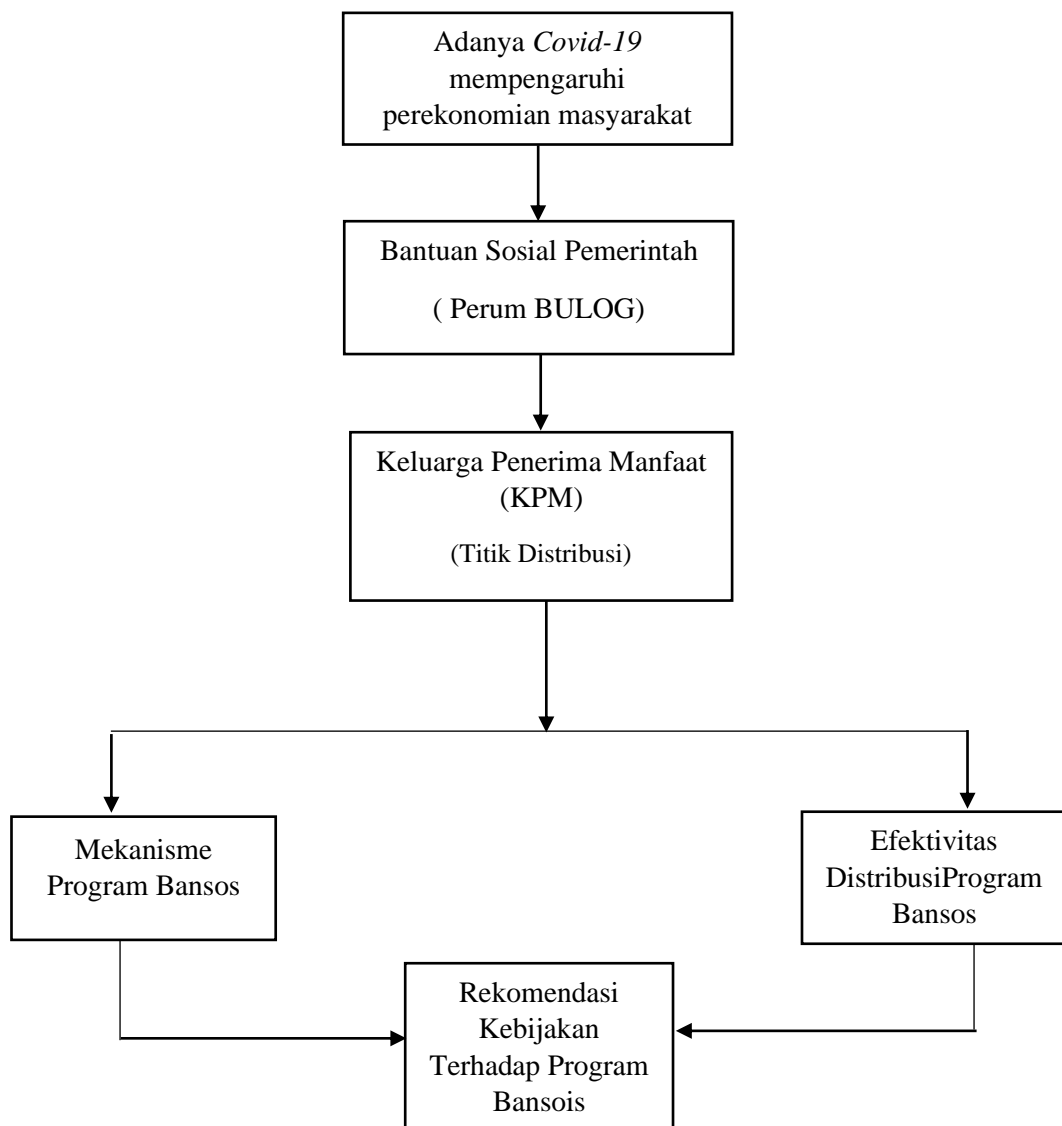 Adanya Covid-19
mempengaruhi
perekonomian masyarakat
Bantuan Sosial Pemerintah
( Perum BULOG)
Keluarga Penerima Manfaat
(KPM)
(Titik Distribusi)
Mekanisme
Program Bansos
Efektivitas
DistribusiProgram
Bansos
Rekomendasi
Kebijakan
Terhadap Program
Bansois